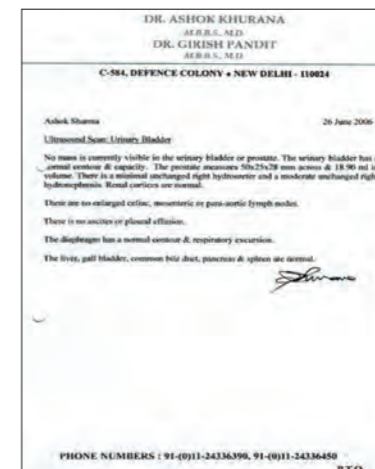 DR. ASHOK KHURANA
M.B.B.S., M.D.
DR. GIRISH PANDIT
M.B.B.S., M.D.
C-584, DEFENCE COLONY • NEW DELHI - 110024
Ashok Sharma 26 June 2006
Ultrasound Scan: Urinary Bladder
No mass is currently visible in the urinary bladder or prostate. The urinary bladder has
normal contour & capacity. The prostate measures 50x25x28 mm across & 18.90 ml in
volume. There is a minimal unchanged right hydroureter and a moderate unchanged right
hydronephrosis. Renal cortices are normal.
There are no enlarged celiac, mesenteric or para-aortic lymph nodes.
There is no ascites or pleural effusion.
The diaphragm has a normal contour & respiratory excursion.
The liver, gall bladder, common bile duct, pancreas & spleen are normal.
PHONE NUMBERS : 91-(0)11-24336390, 91-(0)11-24336450
P.T.O.